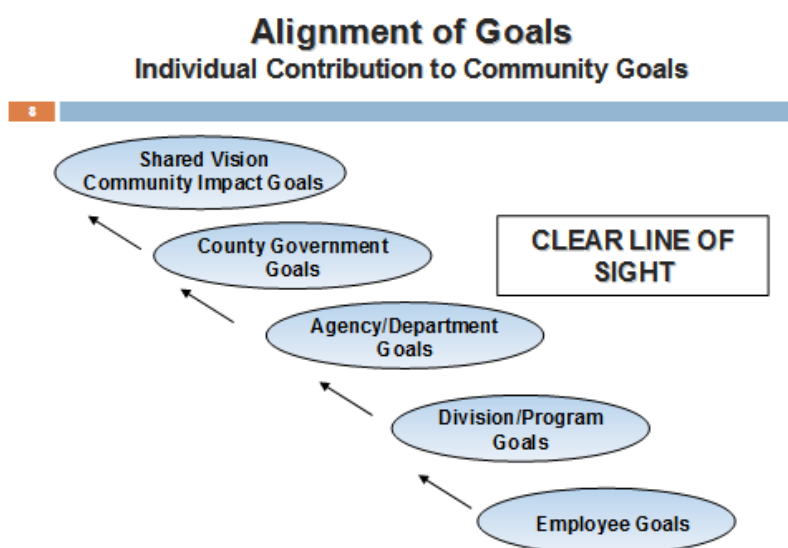 Alignment of Goals
Individual Contribution to Community Goals
8
Shared Vision
Community Impact Goals
County Government
Goals
CLEAR LINE OF
SIGHT
Agency/Department
Goals
Division/Program
Goals
Employee Goals